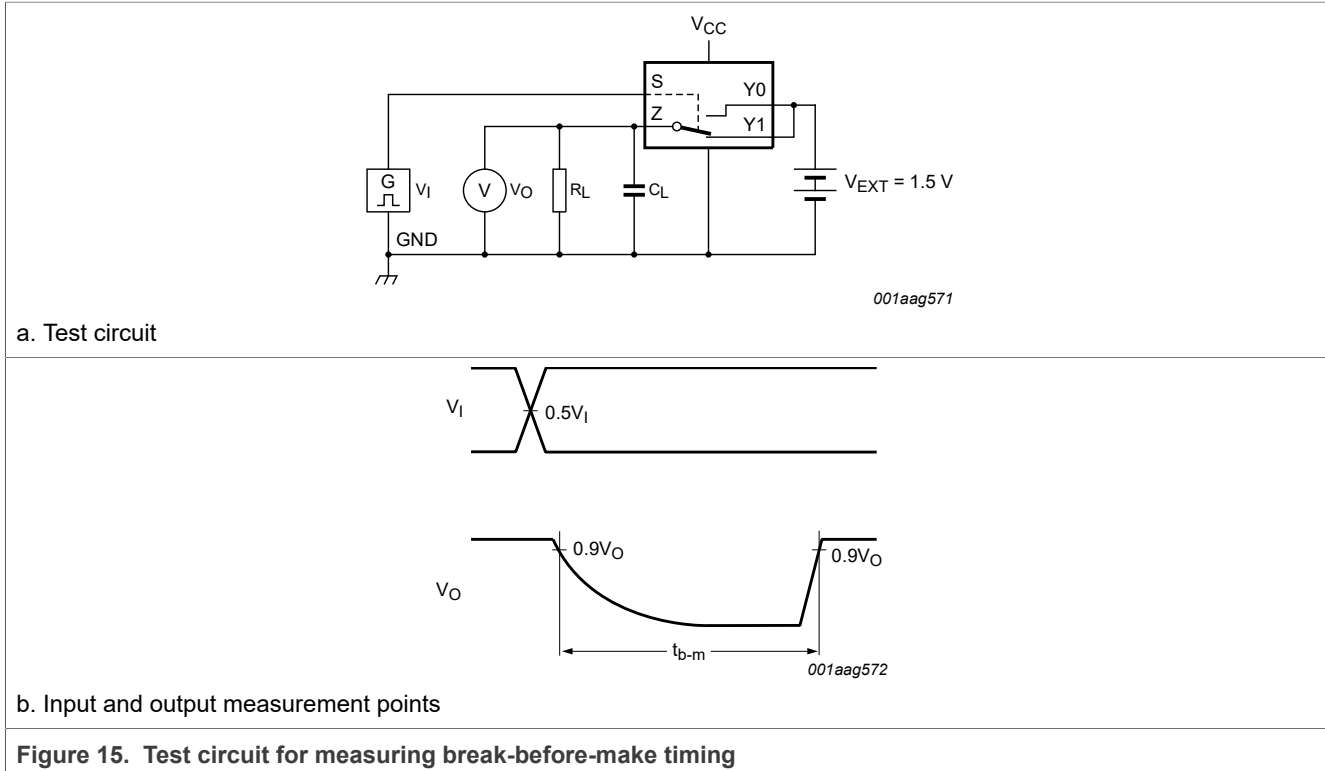 VCC
S
Y0
Z
Y1
G
VI
V
VO
RL
CL
VEXT = 1.5 V
GND
001aag571
a. Test circuit
VI
0.5VI
0.9VO
0.9VO
VO
tb-m
001aag572
b. Input and output measurement points
Figure 15. Test circuit for measuring break-before-make timing